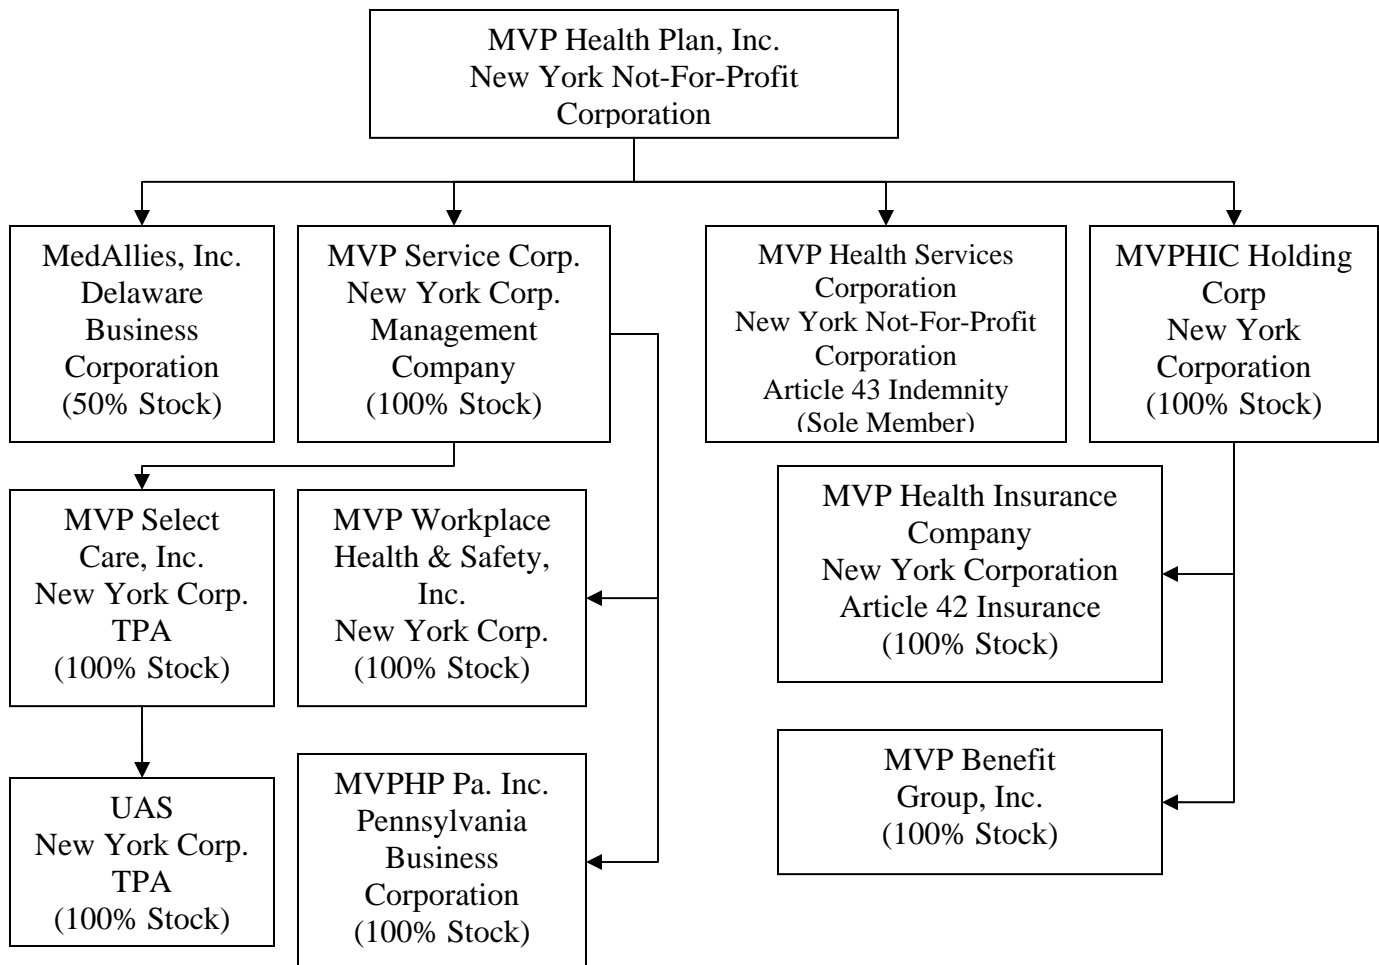 MVP Health Plan, Inc.
New York Not-For-Profit
Corporation
MedAllies, Inc.
Delaware
Business
Corporation
(50% Stock)
MVP Service Corp.
New York Corp.
Management
Company
(100% Stock)
MVP Health Services
Corporation
New York Not-For-Profit
Corporation
Article 43 Indemnity
(Sole Member)
MVPHIC Holding
Corp
New York
Corporation
(100% Stock)
MVP Select
Care, Inc.
New York Corp.
TPA
(100% Stock)
MVP Workplace
Health & Safety,
Inc.
New York Corp.
(100% Stock)
MVP Health Insurance
Company
New York Corporation
Article 42 Insurance
(100% Stock)
UAS
New York Corp.
TPA
(100% Stock)
MVPHP Pa. Inc.
Pennsylvania
Business
Corporation
(100% Stock)
MVP Benefit
Group, Inc.
(100% Stock)